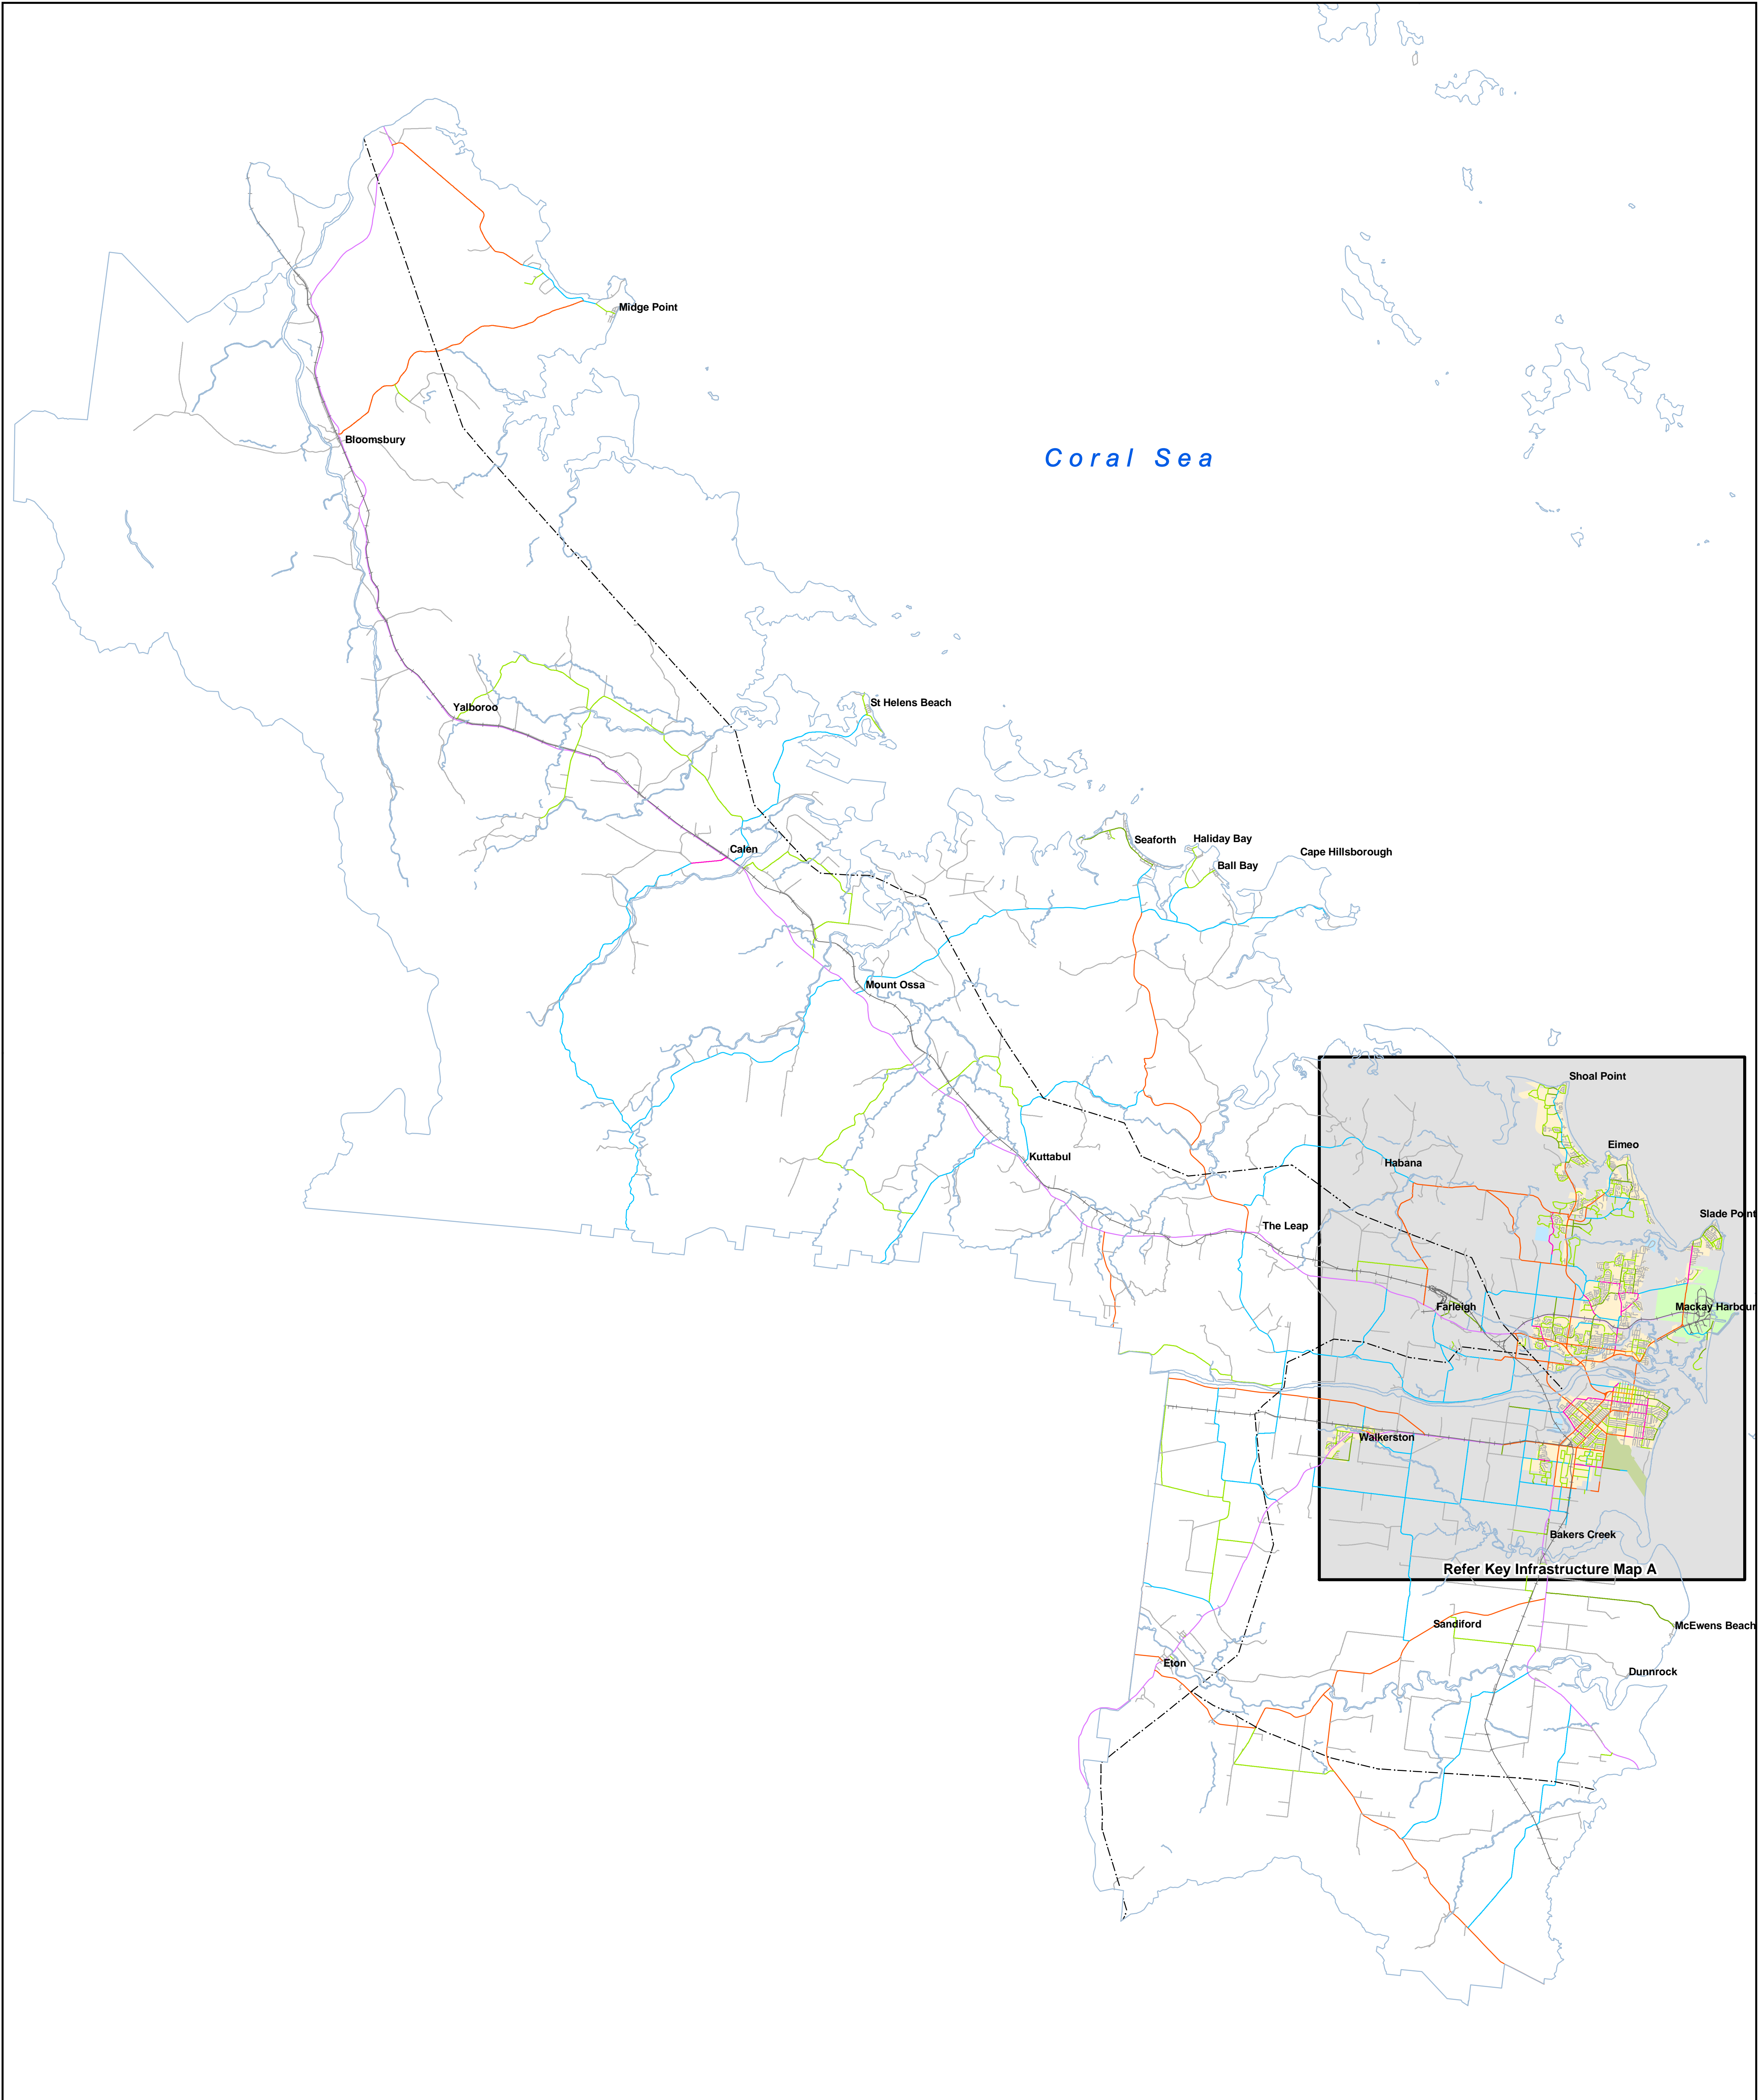 Midge Point
Bloomsbury
Coral Sea
St Helens Beach
Yalboroo
Seaforth
Haliday Bay
Calen
Cape Hillsborough
Ball Bay
Mount Ossa
Shoal Point
Eimeo
Kuttabul
Habana
Slade Point
The Leap
Farleigh
Mackay Harbour
Walkerston
Bakers Creek
Refer Key Infrastructure Map A
Sandiford
McEwens Beach
Eton
Dunnrock